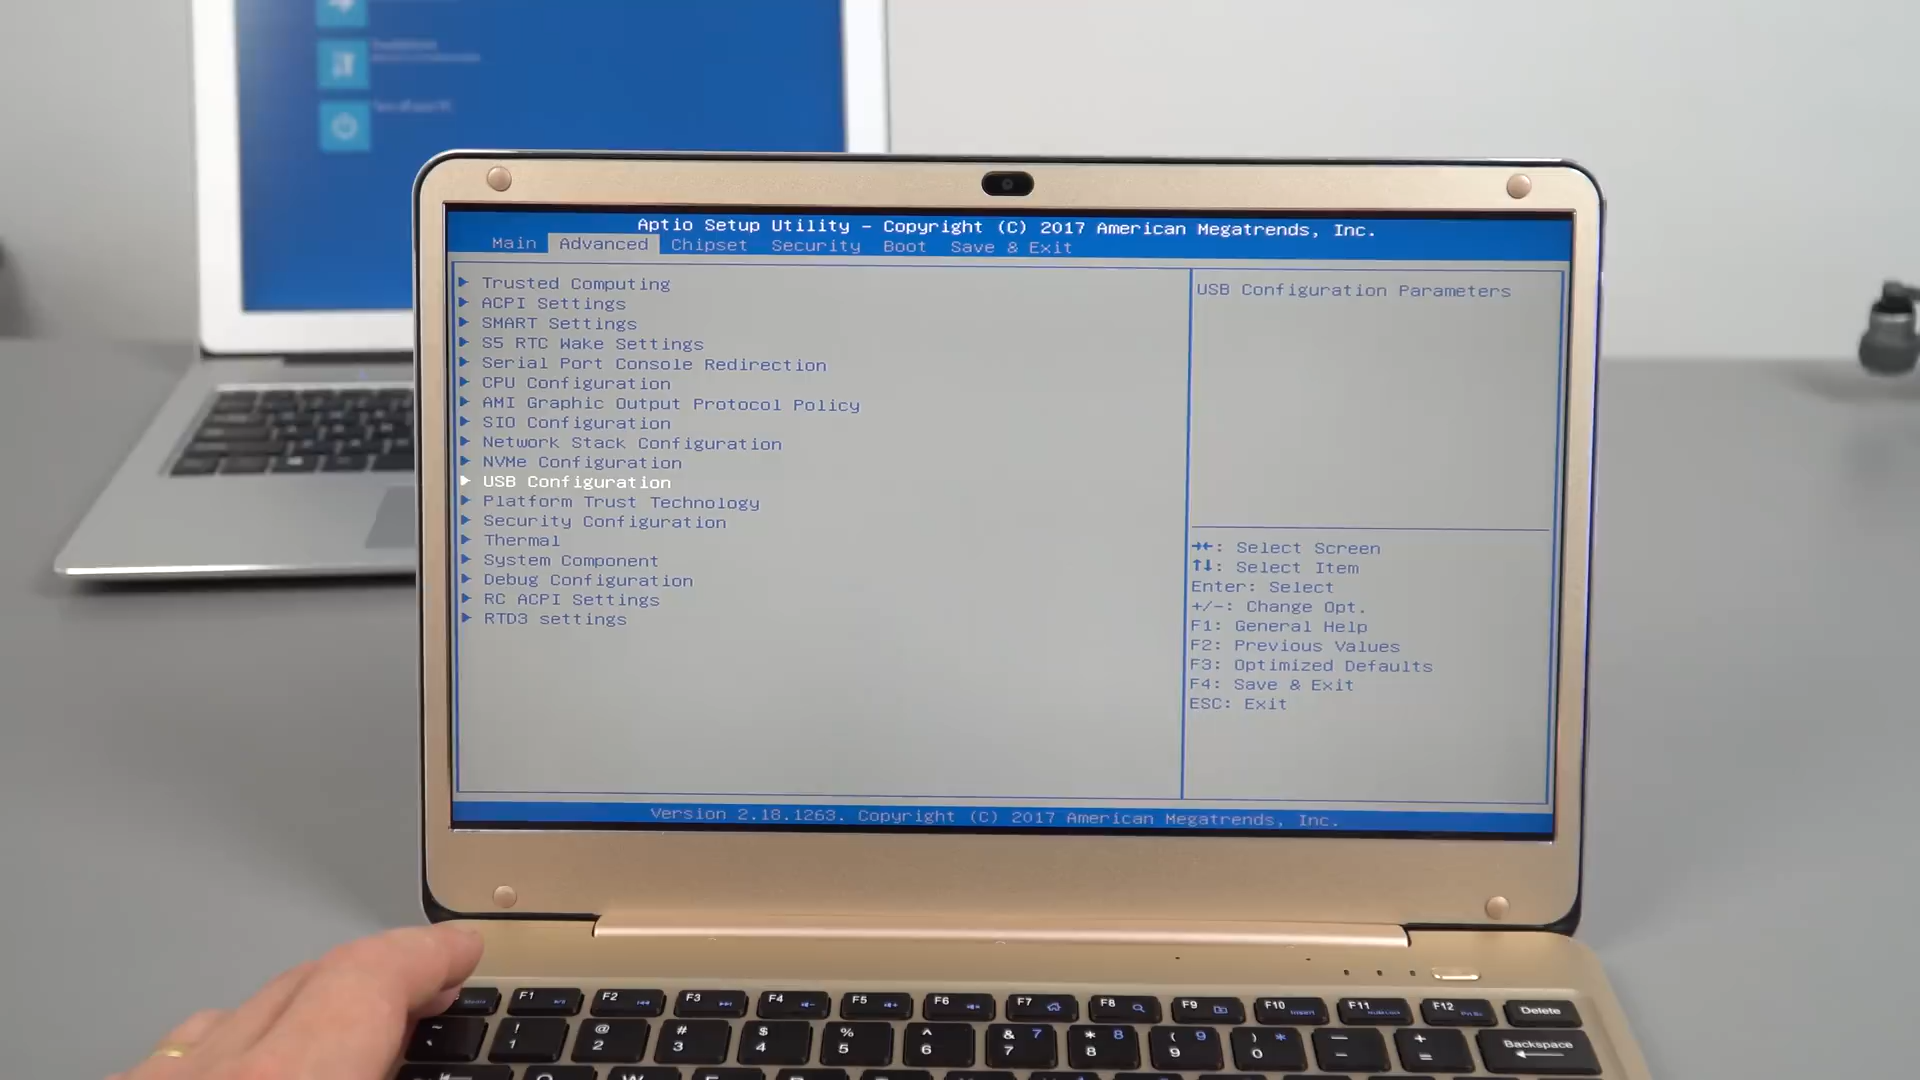 Aptio Setup Utility – Copyright (C) 2017 American Megatrends, Inc.
Main Advanced Chipset Security Boot Save & Exit
Trusted Computing
ACPI Settings
SMART Settings
S5 RTC Wake Settings
Serial Port Console Redirection
CPU Configuration
AMI Graphic Output Protocol Policy
SIO Configuration
Network Stack Configuration
NVMe Configuration
USB Configuration
Platform Trust Technology
Security Configuration
Thermal
System Component
Debug Configuration
RC ACPI Settings
RTD3 settings
USB Configuration Parameters
→←: Select Screen
↑↓: Select Item
Enter: Select
+/-: Change Opt.
F1: General Help
F2: Previous Values
F3: Optimized Defaults
F4: Save & Exit
ESC: Exit
Version 2.18.1263. Copyright (C) 2017 American Megatrends, Inc.
F1 F2 F3 F4 F5 F6 F7 F8 F9 F10 F11 F12 Delete
~ ! @ # $ % ^ & 7 * 8 ( 9 ) * — + Backspace
` 1 2 3 4 5 6 7 8 9 0 - =